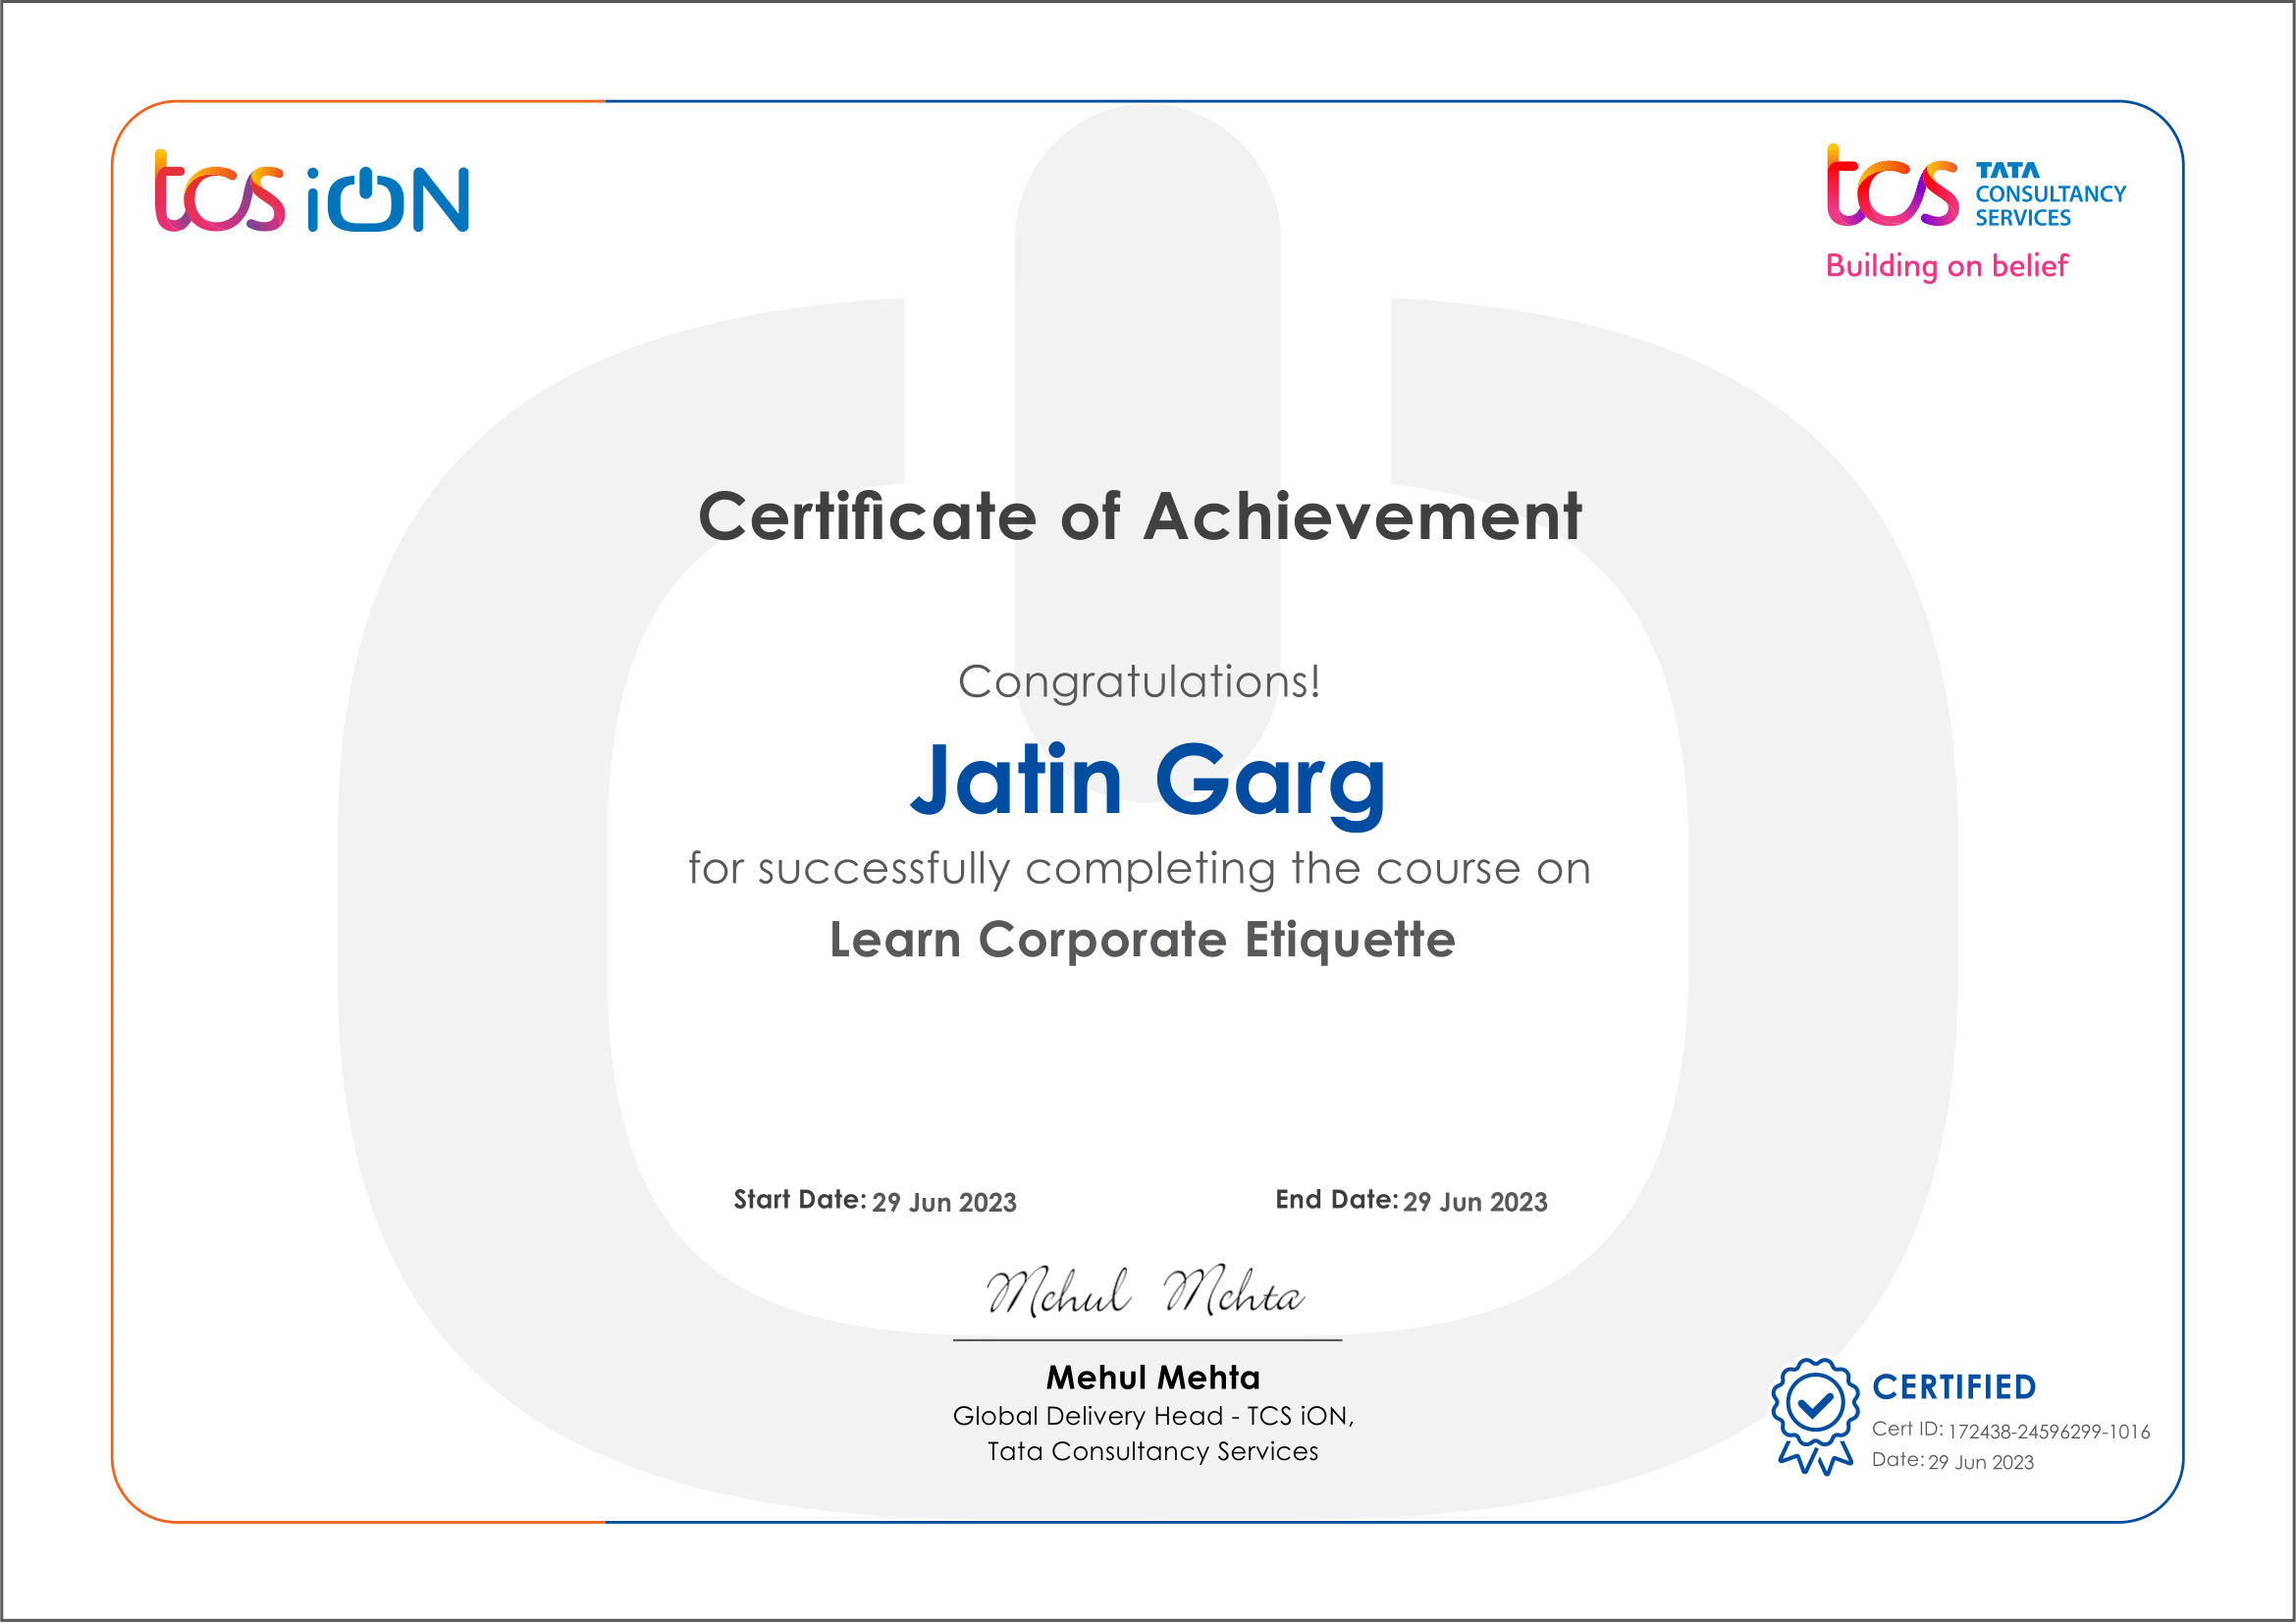 tcs iON
tcs TATA
CONSULTANCY
SERVICES
Building on belief
Certificate of Achievement
Congratulations!
Jatin Garg
for successfully completing the course on
Learn Corporate Etiquette
Start Date: 29 Jun 2023
End Date: 29 Jun 2023
Mehul Mehta
Mehul Mehta
Global Delivery Head - TCS iON,
Tata Consultancy Services
CERTIFIED
Cert ID: 172438-24596299-1016
Date: 29 Jun 2023